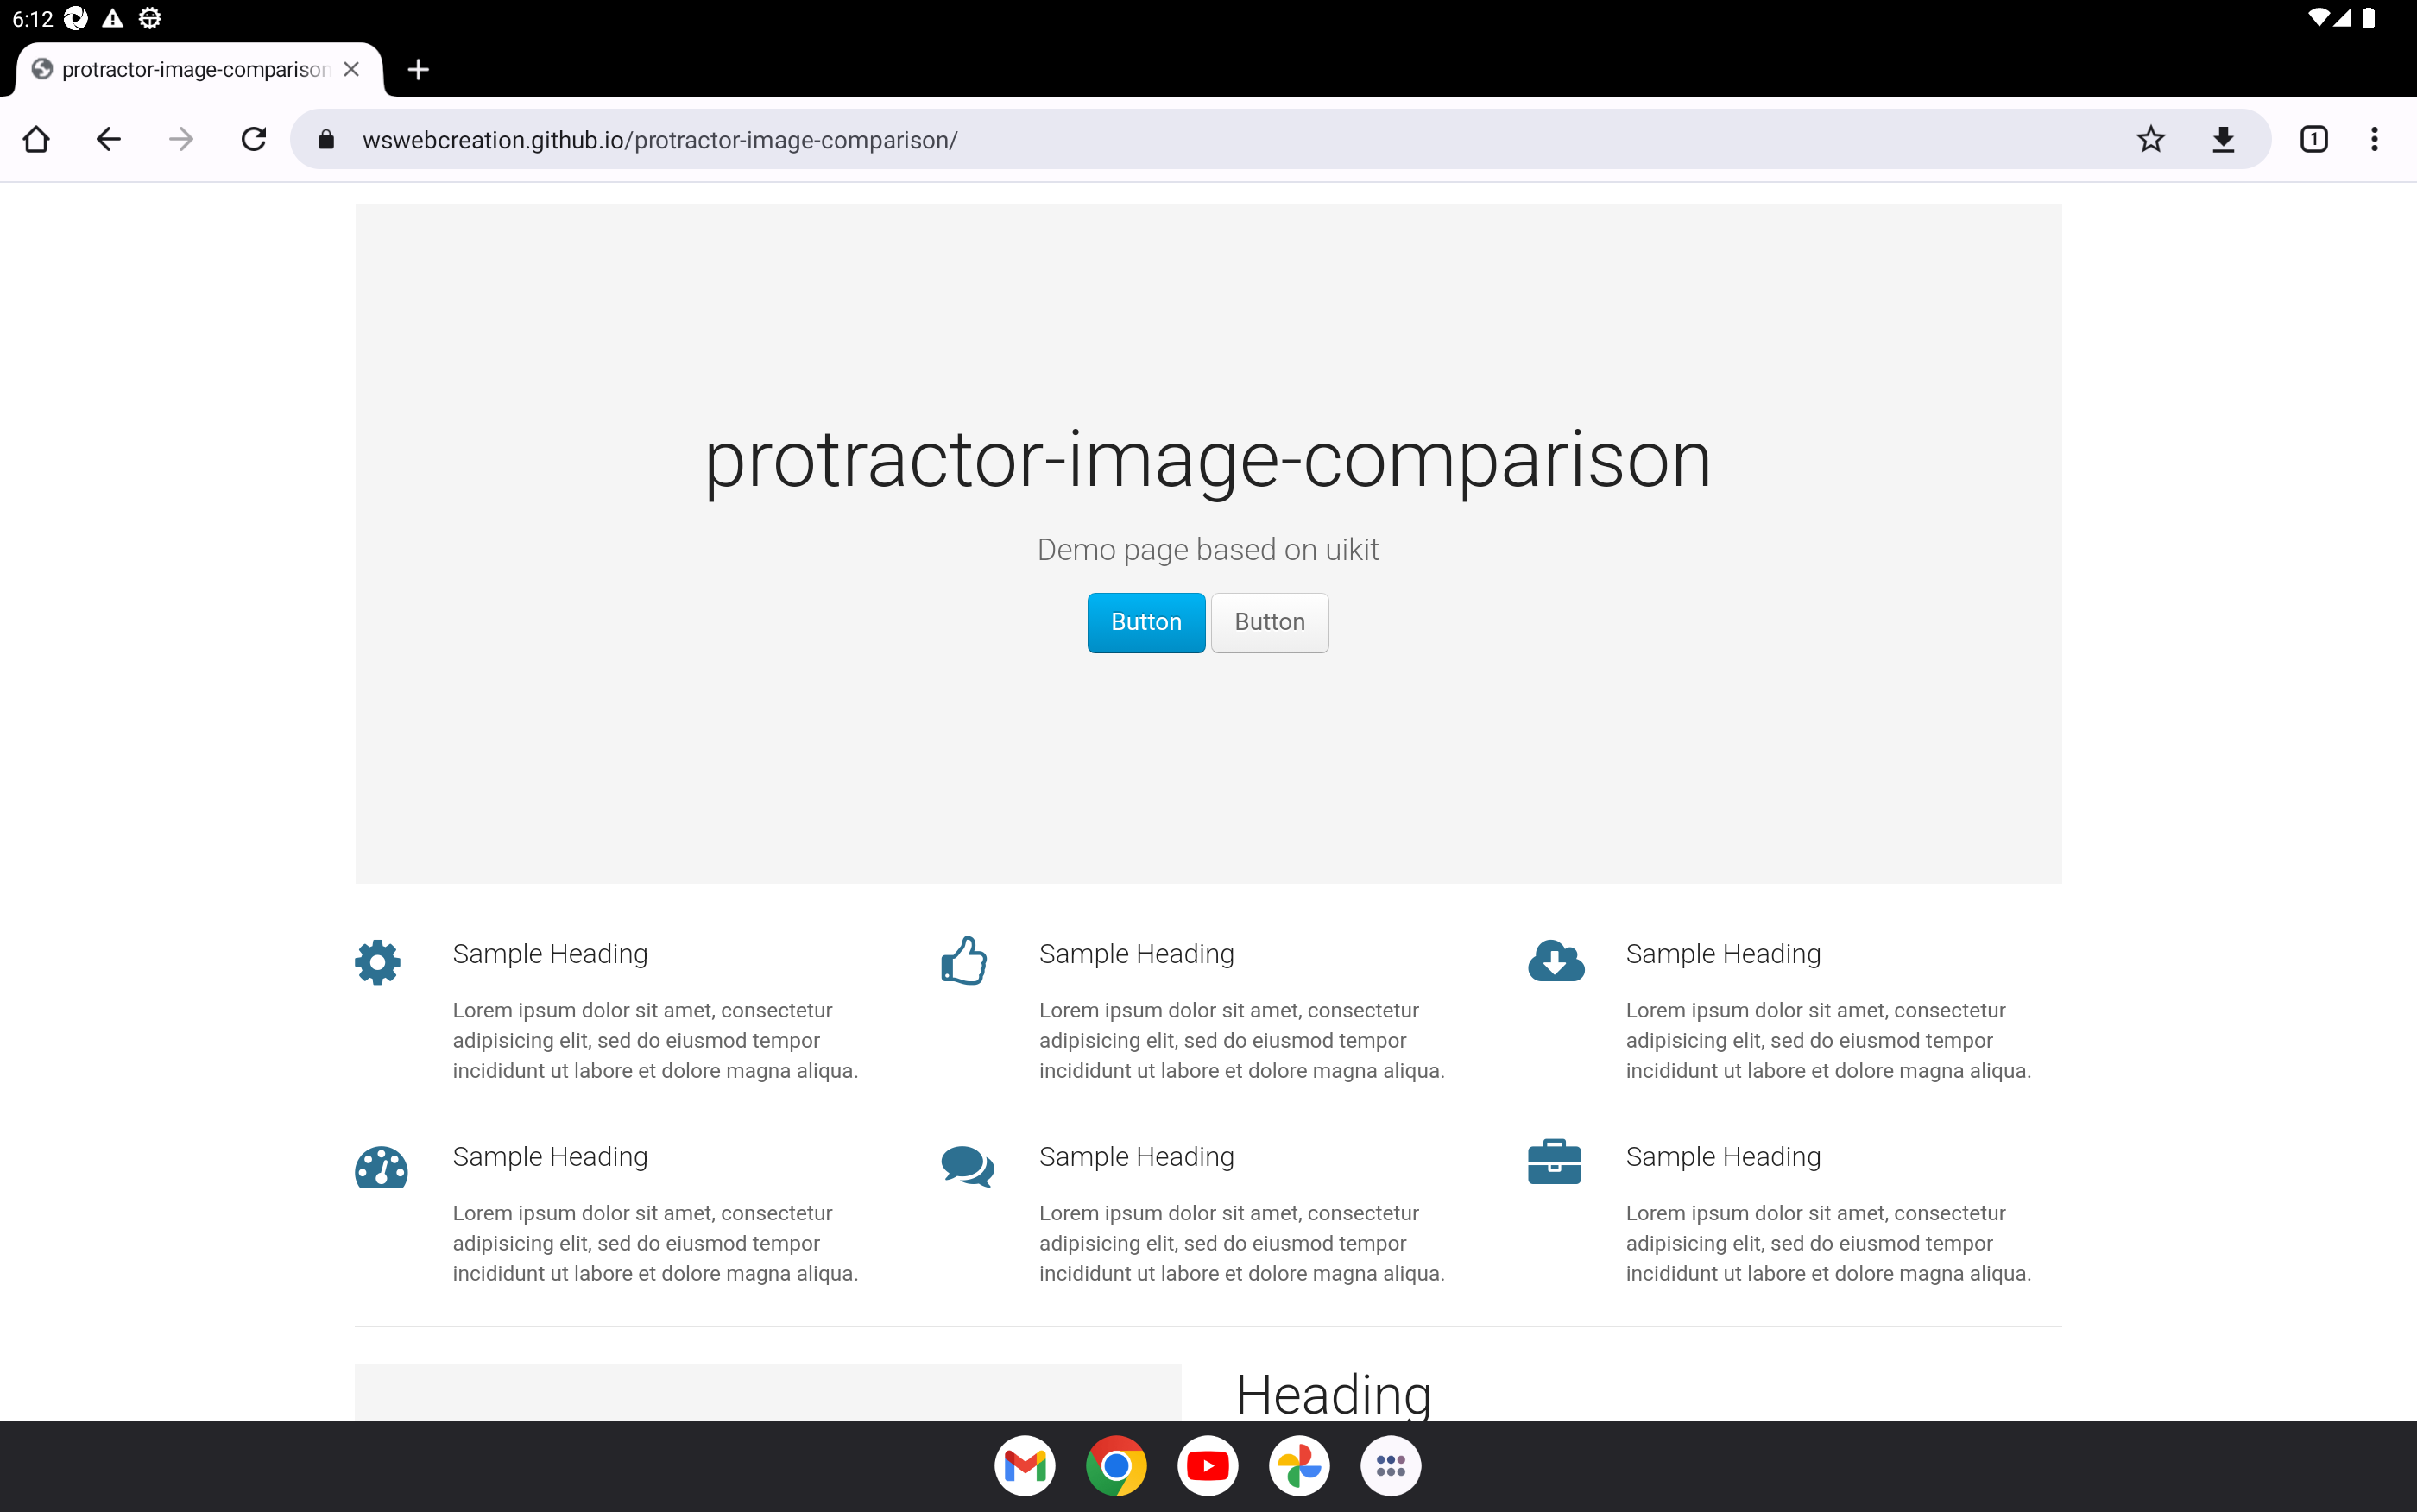 6:12
protractor-image-comparison
wswebcreation.github.io/protractor-image-comparison/
1
protractor-image-comparison
Demo page based on uikit
Button Button
Sample Heading
Lorem ipsum dolor sit amet, consectetur
adipisicing elit, sed do eiusmod tempor
incididunt ut labore et dolore magna aliqua.
Sample Heading
Lorem ipsum dolor sit amet, consectetur
adipisicing elit, sed do eiusmod tempor
incididunt ut labore et dolore magna aliqua.
Sample Heading
Lorem ipsum dolor sit amet, consectetur
adipisicing elit, sed do eiusmod tempor
incididunt ut labore et dolore magna aliqua.
Sample Heading
Lorem ipsum dolor sit amet, consectetur
adipisicing elit, sed do eiusmod tempor
incididunt ut labore et dolore magna aliqua.
Sample Heading
Lorem ipsum dolor sit amet, consectetur
adipisicing elit, sed do eiusmod tempor
incididunt ut labore et dolore magna aliqua.
Sample Heading
Lorem ipsum dolor sit amet, consectetur
adipisicing elit, sed do eiusmod tempor
incididunt ut labore et dolore magna aliqua.
Heading